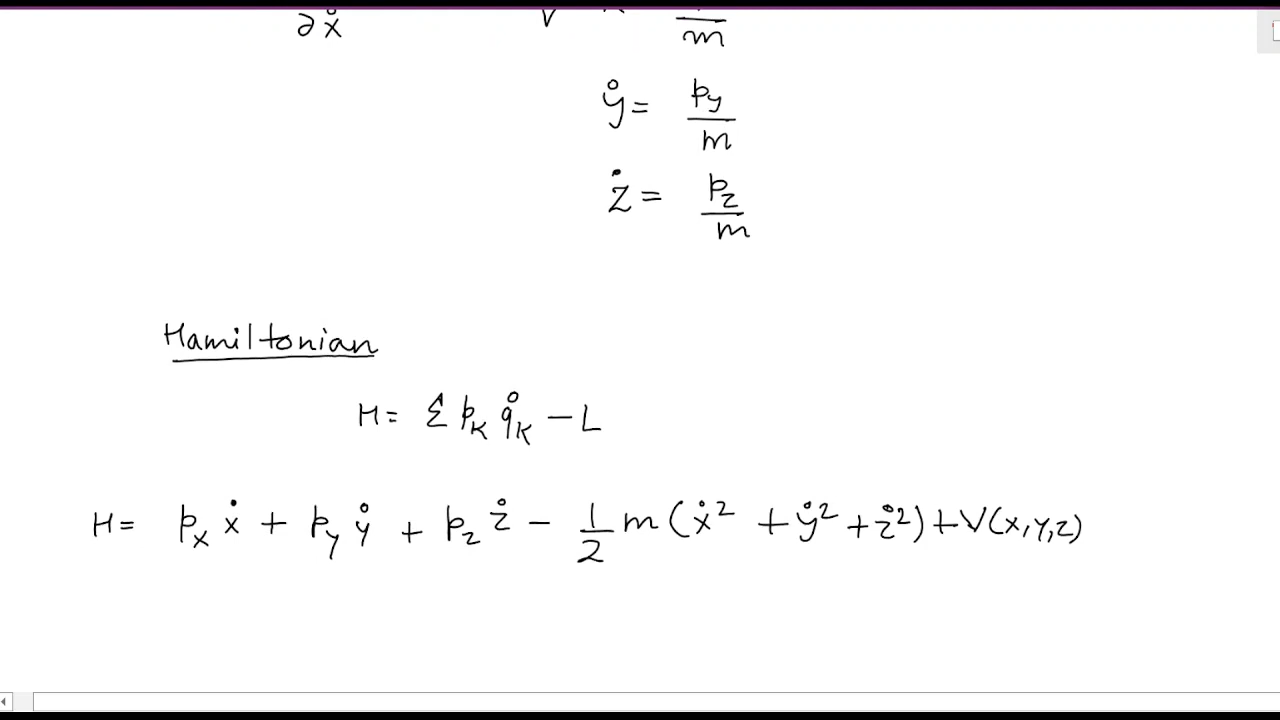 ∂ẋ
m
ẏ = p_y/m
ż = p_z/m
Hamiltonian
H = Σ p_K q̇_K − L
H = p_x ẋ + p_y ẏ + p_z ż − 1/2 m (ẋ² + ẏ² + ż²) + V(x,y,z)